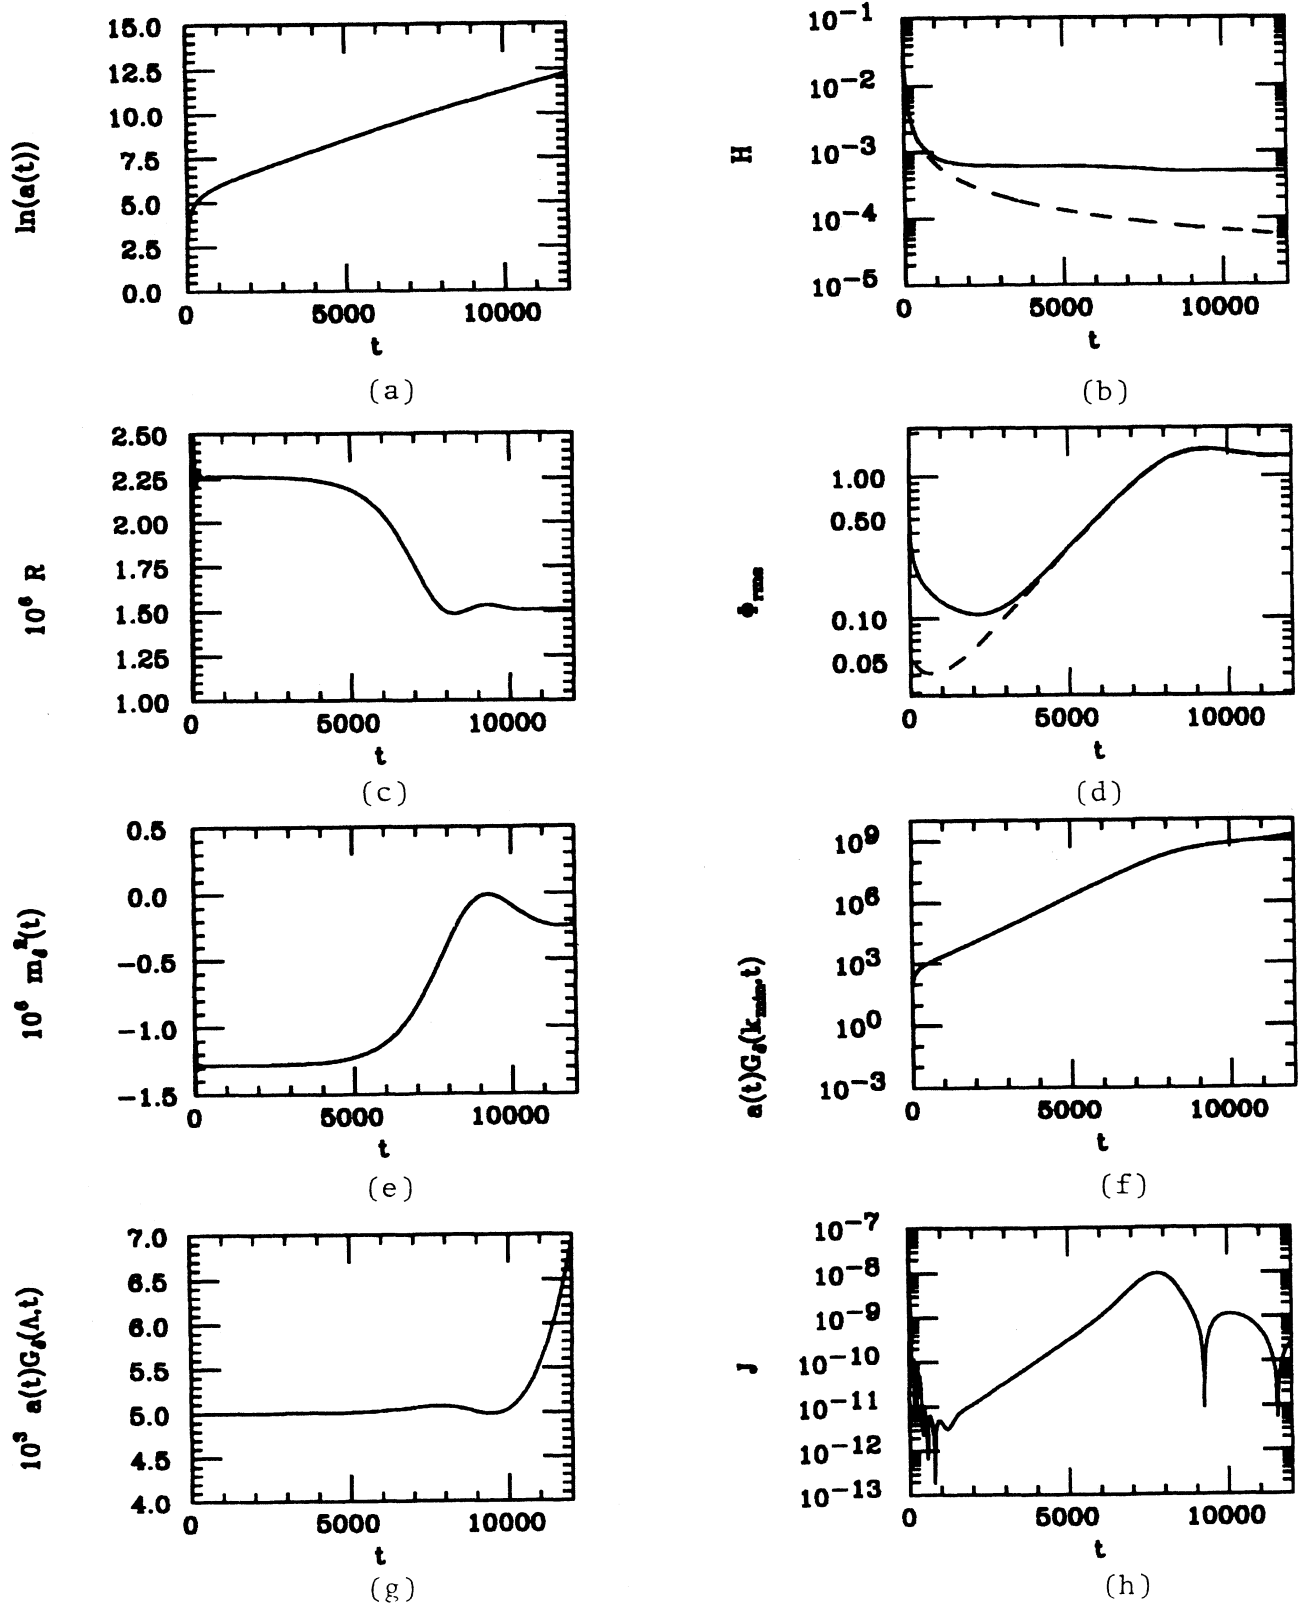 ln(a(t))
15.0
12.5
10.0
7.5
5.0
2.5
0.0
0 5000 10000
t
(a)
H
10⁻¹
10⁻²
10⁻³
10⁻⁴
10⁻⁵
0 5000 10000
t
(b)
10⁶ R
2.50
2.25
2.00
1.75
1.50
1.25
1.00
0 5000 10000
t
(c)
Φrms
1.00
0.50
0.10
0.05
0 5000 10000
t
(d)
10⁶ m_δ²(t)
0.5
0.0
−0.5
−1.0
−1.5
0 5000 10000
t
(e)
a(t)G_δ(k_min,t)
10⁹
10⁶
10³
10⁰
10⁻³
0 5000 10000
t
(f)
10³ a(t)G_δ(Λ,t)
7.0
6.5
6.0
5.5
5.0
4.5
4.0
0 5000 10000
t
(g)
J
10⁻⁷
10⁻⁸
10⁻⁹
10⁻¹⁰
10⁻¹¹
10⁻¹²
10⁻¹³
0 5000 10000
t
(h)